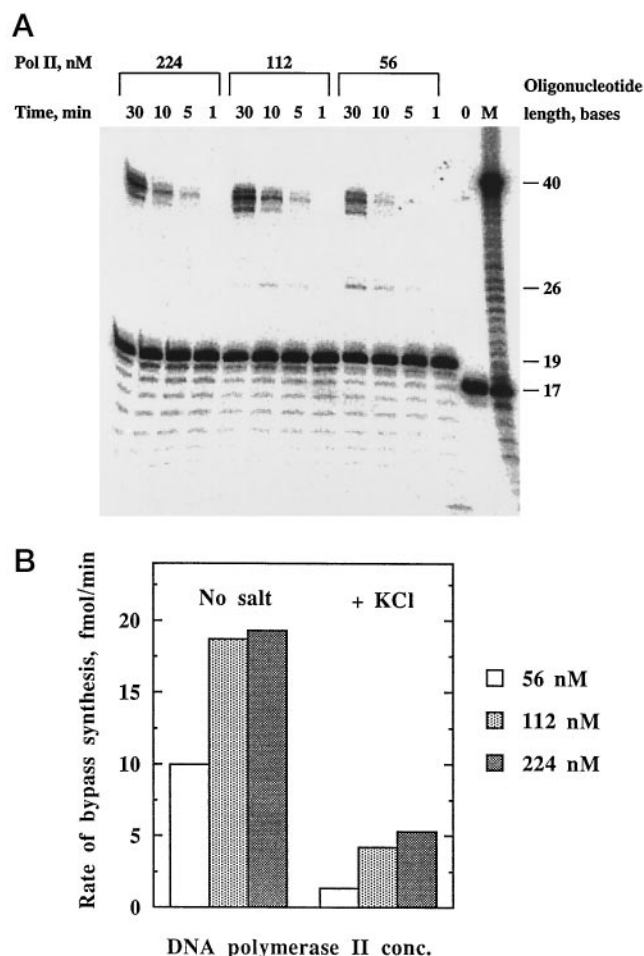 A
Pol II, nM 224 112 56
Oligonucleotide
Time, min 30 10 5 1 30 10 5 1 30 10 5 1 0 M length, bases
40
26
19
17
B
No salt + KCl
20
15
10
5
0
Rate of bypass synthesis, fmol/min
56 nM
112 nM
224 nM
DNA polymerase II conc.